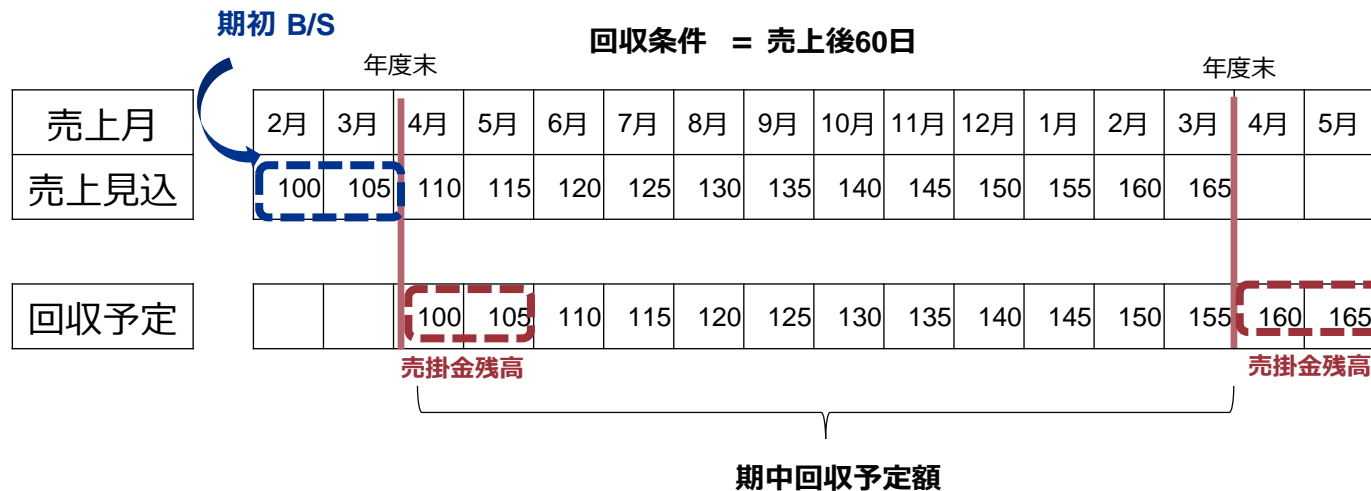 期初 B/S
回収条件 = 売上後60日
年度末 年度末
売上月 2月 3月 4月 5月 6月 7月 8月 9月 10月 11月 12月 1月 2月 3月 4月 5月
売上見込 100 105 110 115 120 125 130 135 140 145 150 155 160 165
回収予定 100 105 110 115 120 125 130 135 140 145 150 155 160 165
売掛金残高 売掛金残高
期中回収予定額